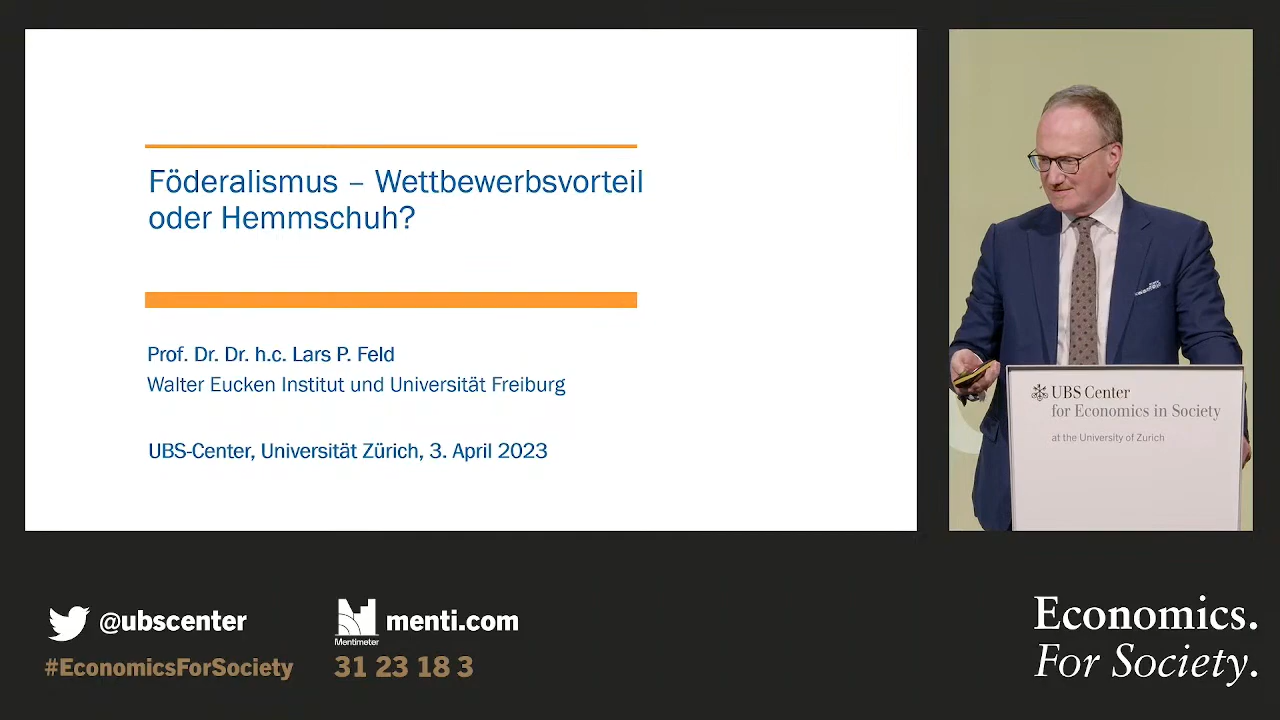 Föderalismus – Wettbewerbsvorteil
oder Hemmschuh?
Prof. Dr. Dr. h.c. Lars P. Feld
Walter Eucken Institut und Universität Freiburg
UBS-Center, Universität Zürich, 3. April 2023
UBS Center
for Economics in Society
at the University of Zurich
@ubscenter
#EconomicsForSociety
Mentimeter
menti.com
31 23 18 3
Economics.
For Society.